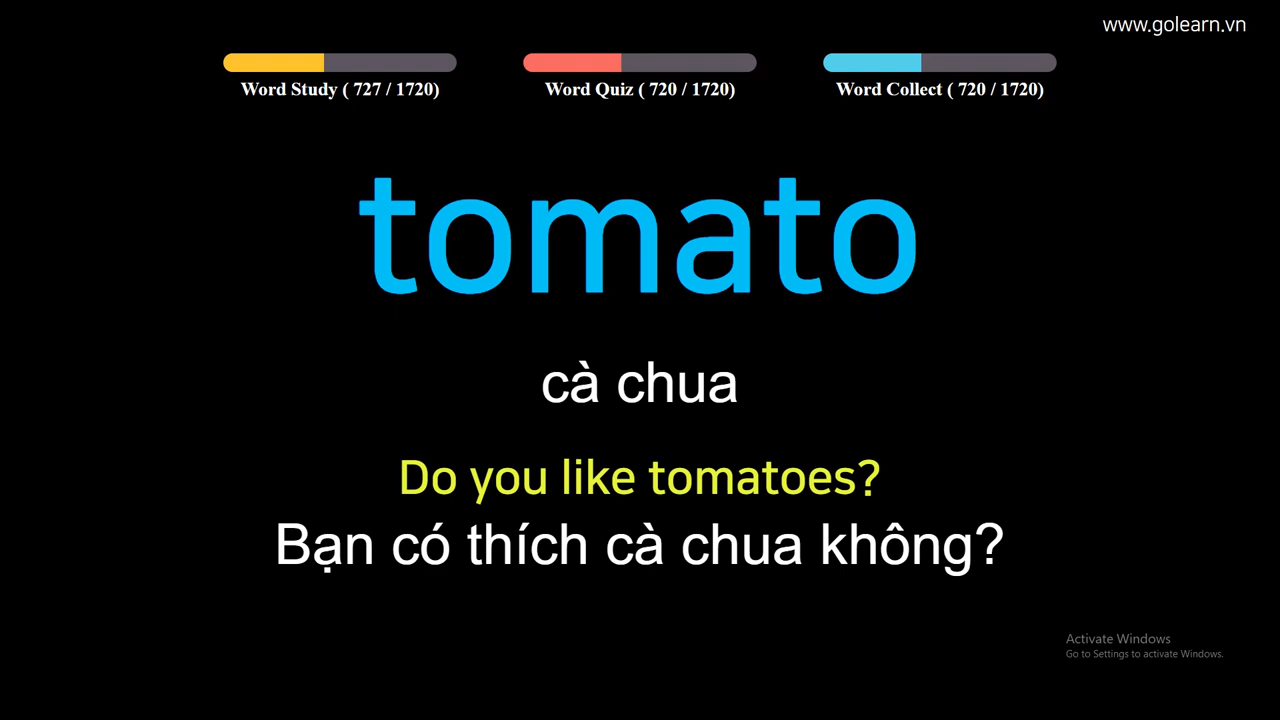 www.golearn.vn
Word Study ( 727 / 1720)
Word Quiz ( 720 / 1720)
Word Collect ( 720 / 1720)
tomato
cà chua
Do you like tomatoes?
Bạn có thích cà chua không?
Activate Windows
Go to Settings to activate Windows.